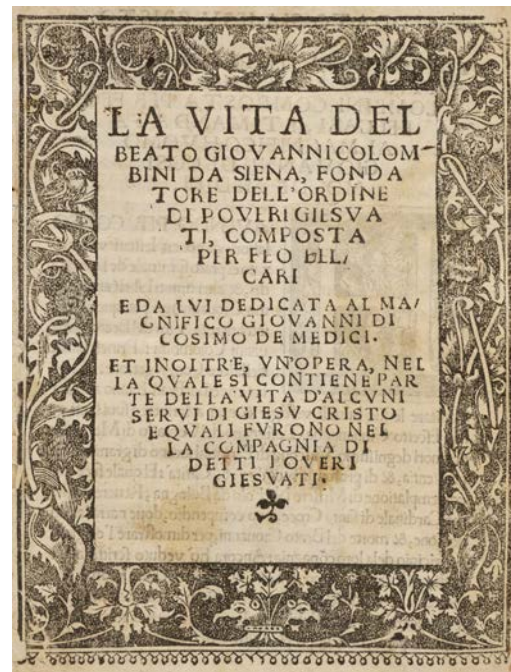 LA VITA DEL
BEATO GIOVANNI COLOM
BINI DA SIENA, FONDA
TORE DELL'ORDINE
DI POVERI GIESVA
TI, COMPOSTA
PER FEO BEL/
CARI
E DA LVI DEDICATA AL MA/
GNIFICO GIOVANNI DI
COSIMO DE MEDICI.
ET INOLTRE, VN'OPERA, NEL
LA QVALE SI CONTIENE PAR
TE DELLA VITA D'ALCVNI
SERVI DI GIESV CRISTO
EQVALI FVRONO NEL
LA COMPAGNIA DI
DETTI POVERI
GIESVATI.